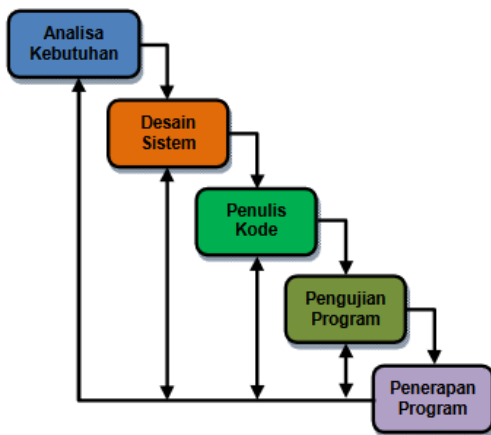 Analisa
Kebutuhan
Desain
Sistem
Penulis
Kode
Pengujian
Program
Penerapan
Program